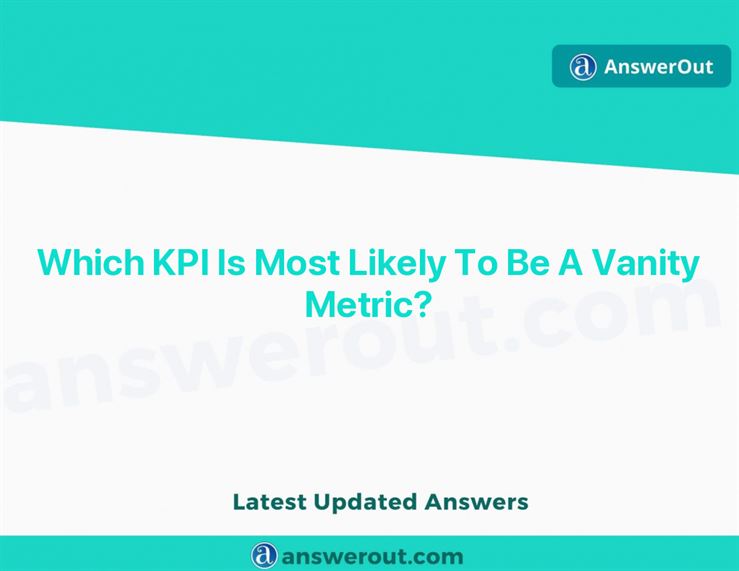 AnswerOut
Which KPI Is Most Likely To Be A Vanity
Metric?
answerout.com
Latest Updated Answers
answerout.com